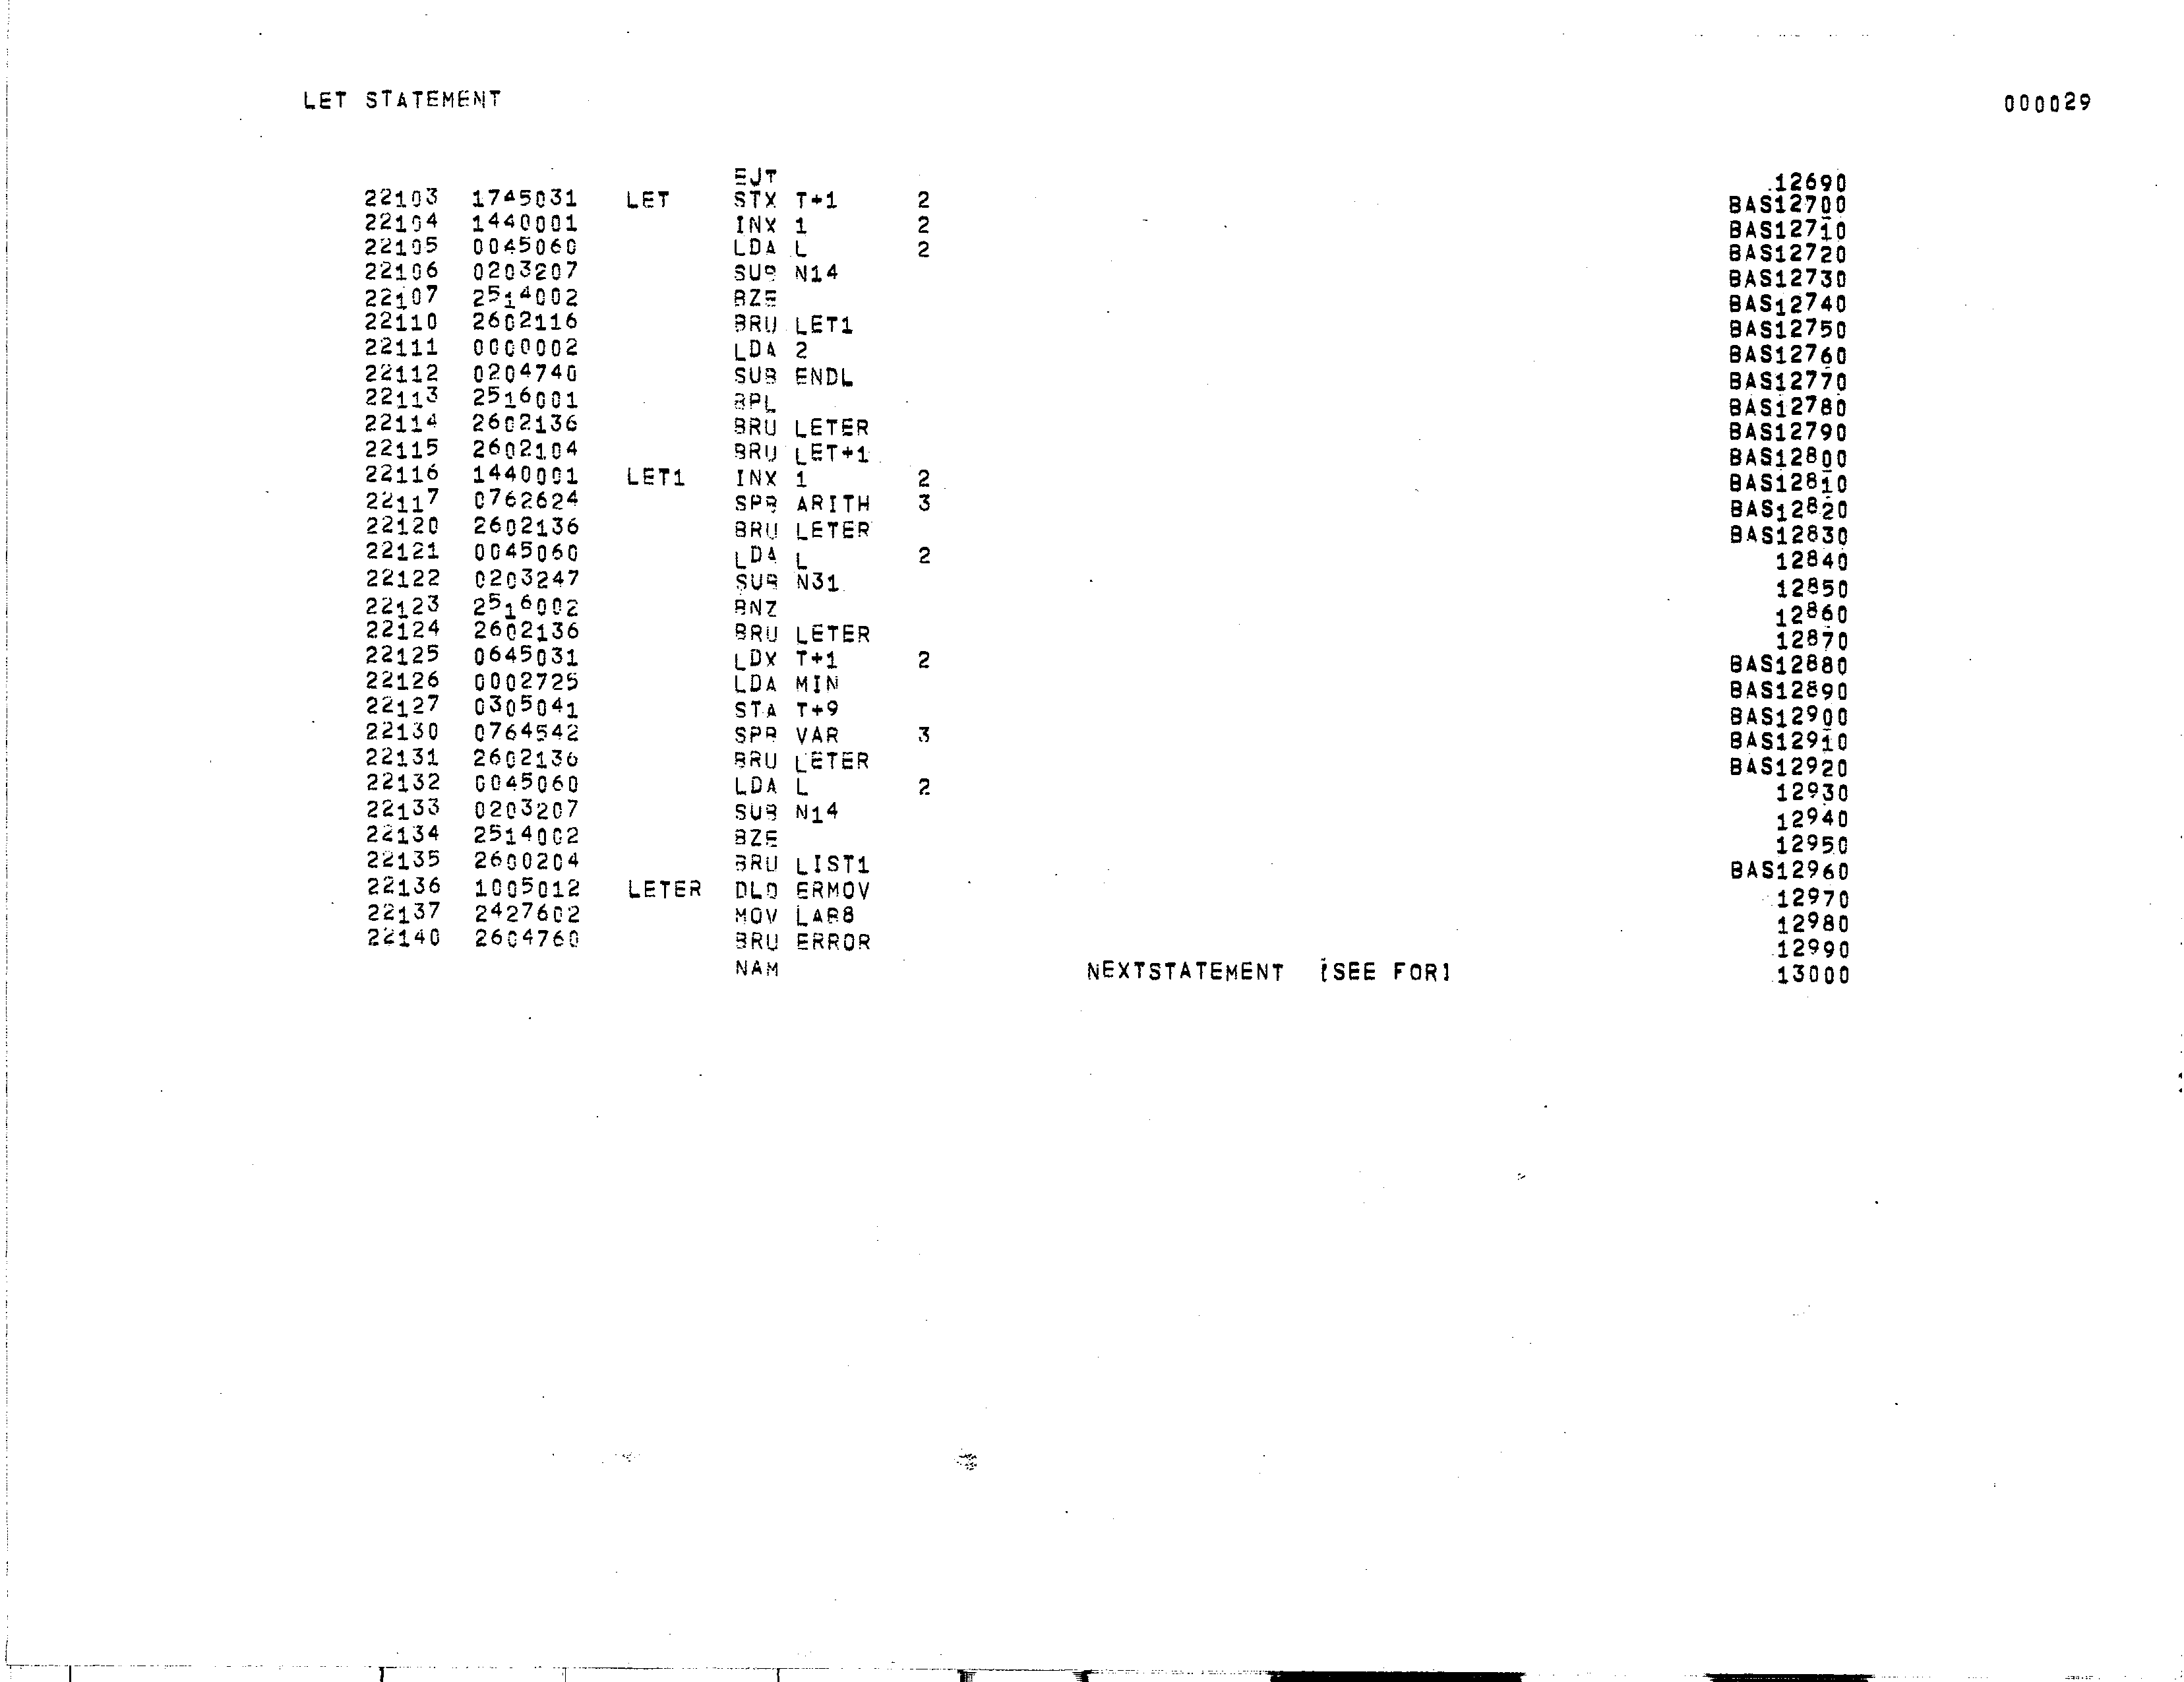 LET STATEMENT 000029
EJT 12690
22103 1745031 LET STX T+1 2 BAS12700
22104 1440001 INX 1 2 BAS12710
22105 0045060 LDA L 2 BAS12720
22106 0203207 SUB N14 BAS12730
22107 2514002 BZE BAS12740
22110 2602116 BRU LET1 BAS12750
22111 0000002 LDA 2 BAS12760
22112 0204740 SUB ENDL BAS12770
22113 2516001 BPL BAS12780
22114 2602136 BRU LETER BAS12790
22115 2602104 BRU LET+1 BAS12800
22116 1440001 LET1 INX 1 2 BAS12810
22117 0762624 SPB ARITH 3 BAS12820
22120 2602136 BRU LETER BAS12830
22121 0045060 LDA L 2 12840
22122 0203247 SUB N31 12850
22123 2516002 BNZ 12860
22124 2602136 BRU LETER 12870
22125 0645031 LDX T+1 2 BAS12880
22126 0002725 LDA MIN BAS12890
22127 0305041 STA T+9 BAS12900
22130 0764542 SPB VAR 3 BAS12910
22131 2602136 BRU LETER BAS12920
22132 0045060 LDA L 2 12930
22133 0203207 SUB N14 12940
22134 2514002 BZE 12950
22135 2600204 BRU LIST1 BAS12960
22136 1005012 LETER DLD ERMOV 12970
22137 2427602 MOV LAB8 12980
22140 2604760 BRU ERROR 12990
NAM NEXTSTATEMENT [SEE FOR] 13000